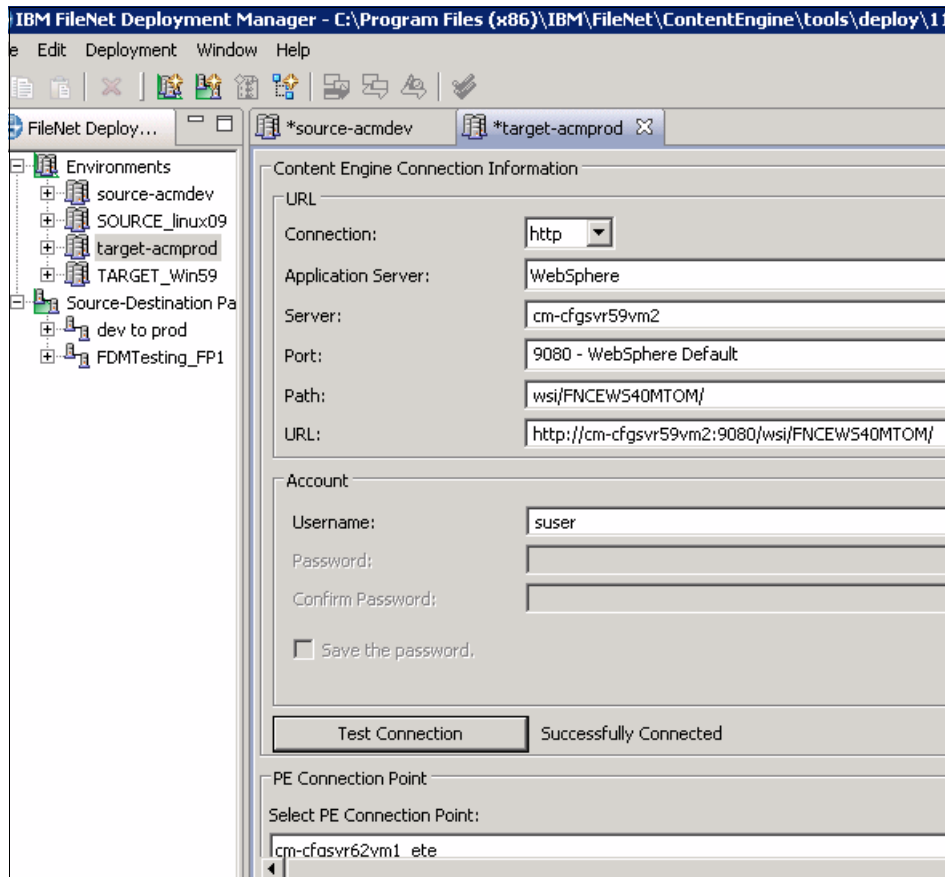 IBM FileNet Deployment Manager - C:\Program Files (x86)\IBM\FileNet\ContentEngine\tools\deploy\11
e Edit Deployment Window Help
FileNet Deploy...
*source-acmdev
*target-acmprod
Environments
source-acmdev
SOURCE_linux09
target-acmprod
TARGET_Win59
Source-Destination Pa
dev to prod
FDMTesting_FP1
Content Engine Connection Information
URL
Connection: http
Application Server: WebSphere
Server: cm-cfgsvr59vm2
Port: 9080 - WebSphere Default
Path: wsi/FNCEWS40MTOM/
URL: http://cm-cfgsvr59vm2:9080/wsi/FNCEWS40MTOM/
Account
Username: suser
Password:
Confirm Password:
Save the password.
Test Connection Successfully Connected
PE Connection Point
Select PE Connection Point:
cm-cfgsvr62vm1_ete